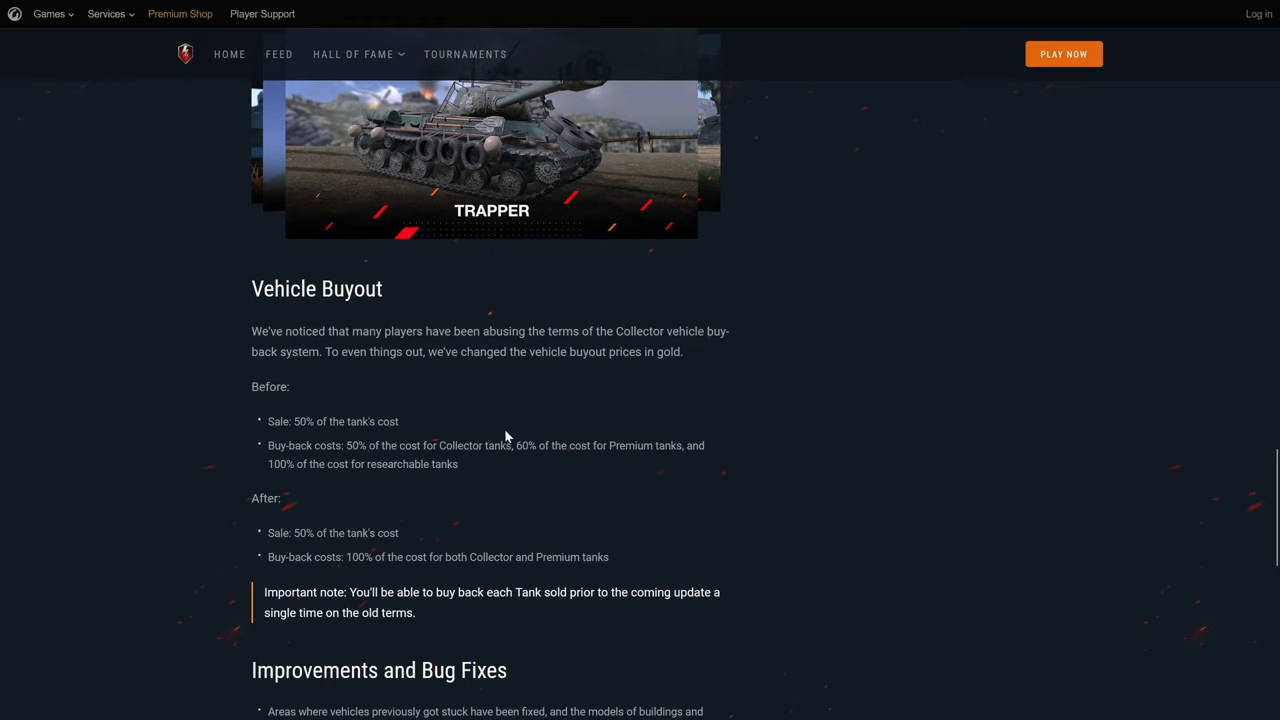 Games Services Premium Shop Player Support Log in
HOME FEED HALL OF FAME TOURNAMENTS PLAY NOW
TRAPPER
Vehicle Buyout
We've noticed that many players have been abusing the terms of the Collector vehicle buy-
back system. To even things out, we've changed the vehicle buyout prices in gold.
Before:
• Sale: 50% of the tank's cost
• Buy-back costs: 50% of the cost for Collector tanks, 60% of the cost for Premium tanks, and
100% of the cost for researchable tanks
After:
• Sale: 50% of the tank's cost
• Buy-back costs: 100% of the cost for both Collector and Premium tanks
Important note: You'll be able to buy back each Tank sold prior to the coming update a
single time on the old terms.
Improvements and Bug Fixes
• Areas where vehicles previously got stuck have been fixed, and the models of buildings and